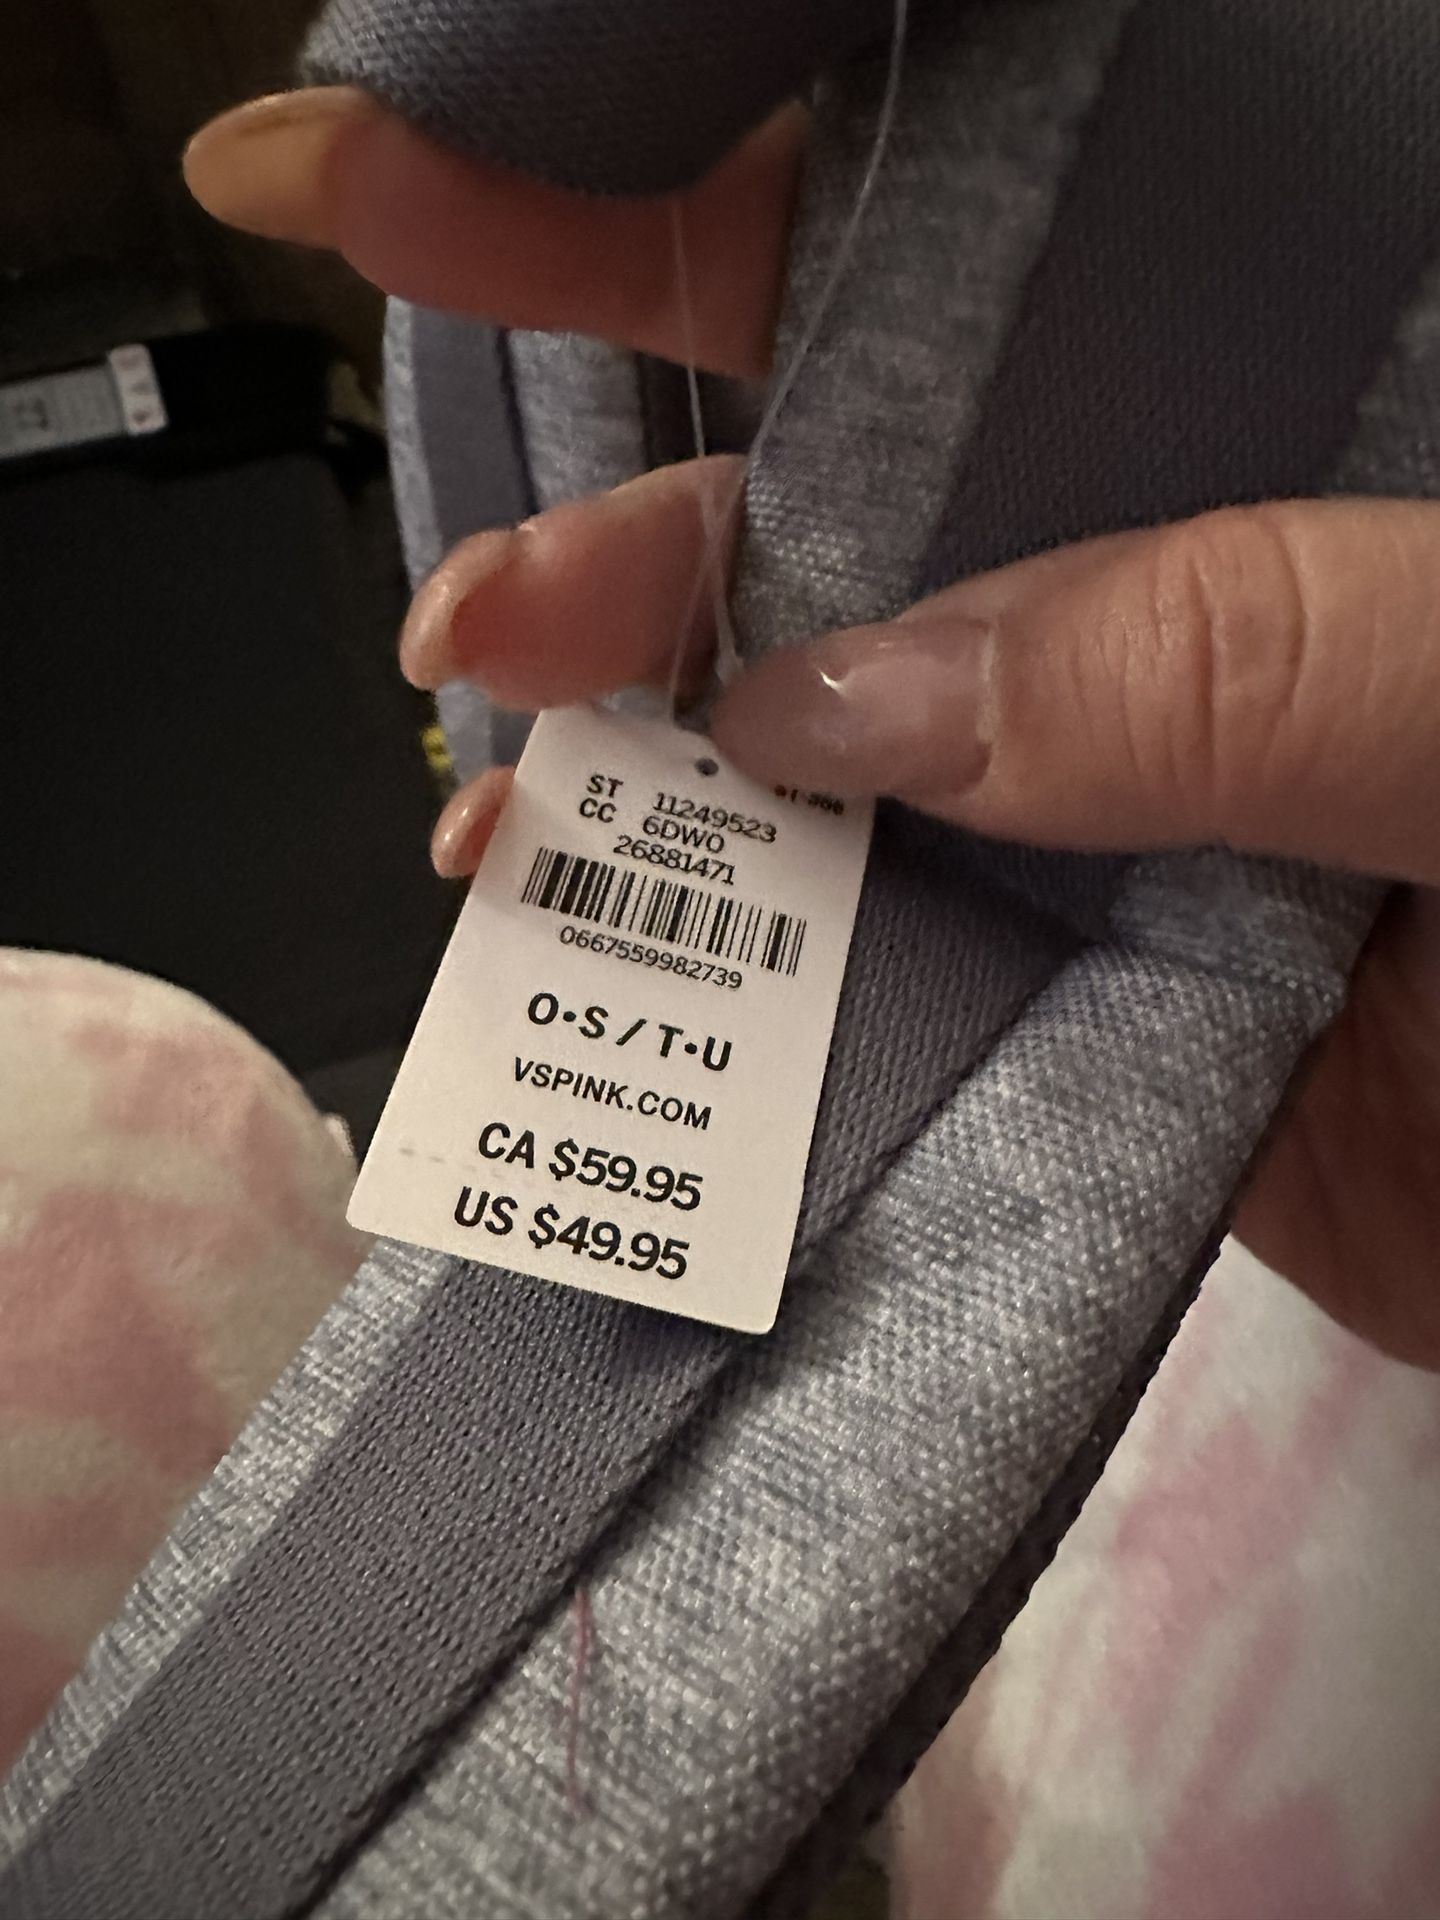 ST 11249523
CC 6DW0
26881471
0667559982739
O•S / T•U
VSPINK.COM
CA $59.95
US $49.95